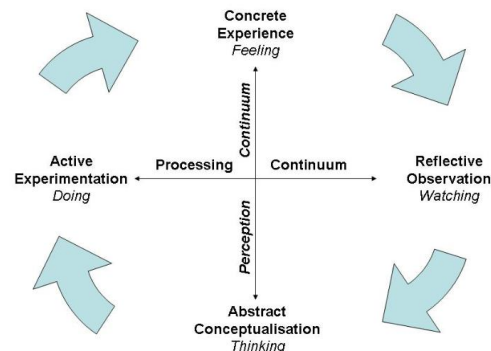 Concrete
Experience
Feeling
Continuum
Active
Experimentation
Doing
Processing
Continuum
Reflective
Observation
Watching
Perception
Abstract
Conceptualisation
Thinking